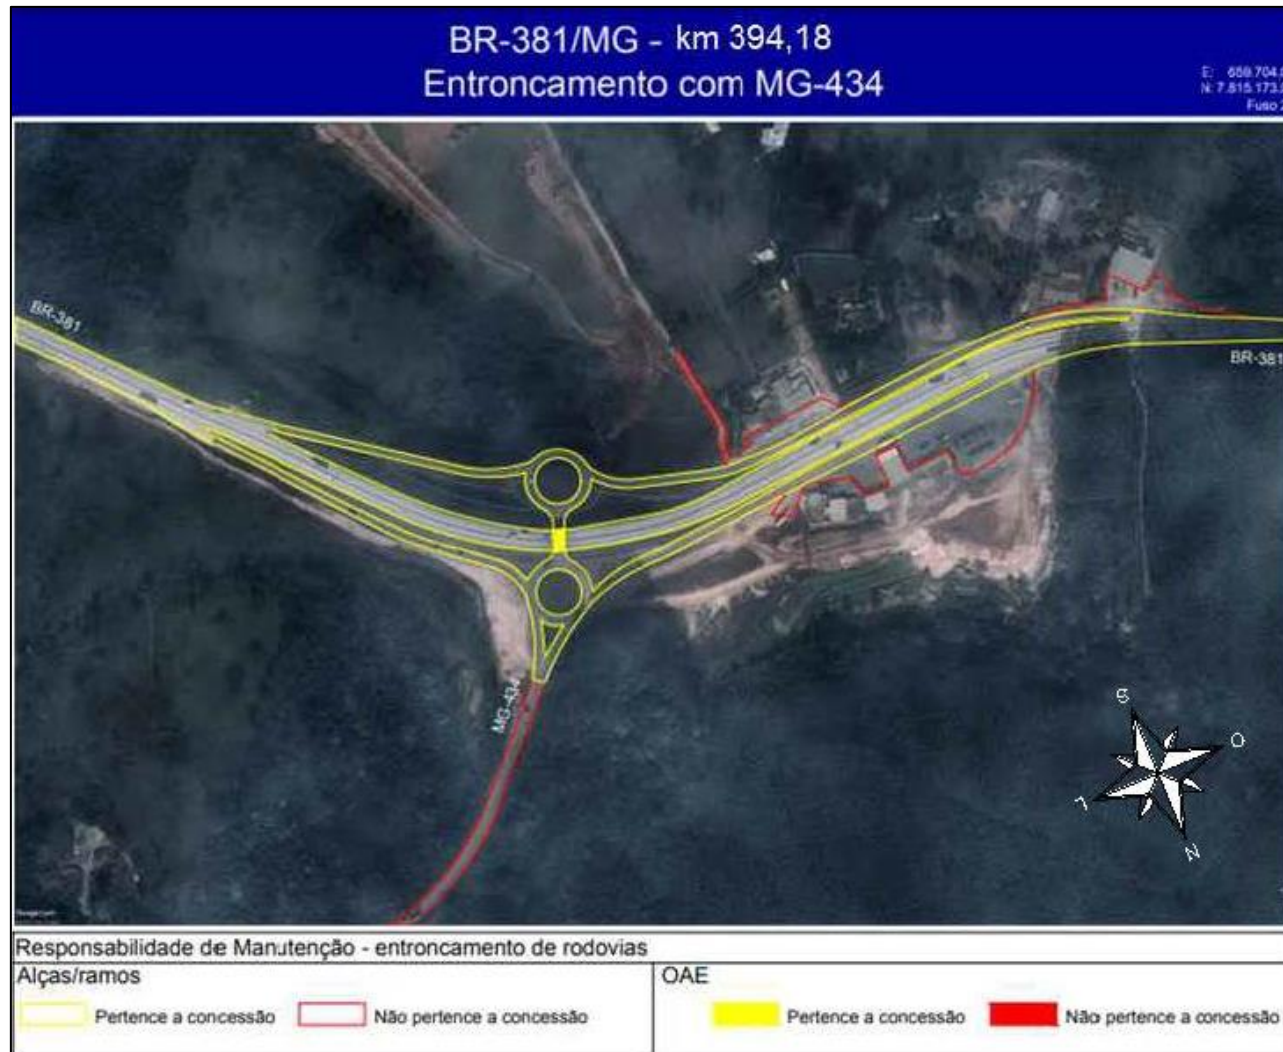 BR-381/MG - km 394,18
Entroncamento com MG-434
E:
N:
Fuso
BR-381
BR-381
MG-434
S
O
L
N
Responsabilidade de Manutenção - entroncamento de rodovias
Alças/ramos
OAE
Pertence a concessão
Não pertence a concessão
Pertence a concessão
Não pertence a concessão